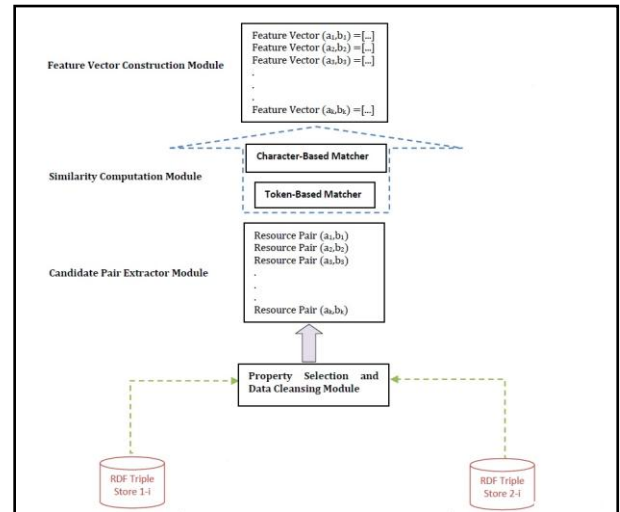 Feature Vector (a₁,b₁) =[...]
Feature Vector (a₂,b₂) =[...]
Feature Vector (a₃,b₃) =[...]
.
.
.
Feature Vector (aₖ,bₖ) =[...]
Feature Vector Construction Module
Character-Based Matcher
Similarity Computation Module
Token-Based Matcher
Resource Pair (a₁,b₁)
Resource Pair (a₂,b₂)
Resource Pair (a₃,b₃)
.
.
.
Resource Pair (aₖ,bₖ)
Candidate Pair Extractor Module
Property Selection and
Data Cleansing Module
RDF Triple
Store 1-i
RDF Triple
Store 2-i